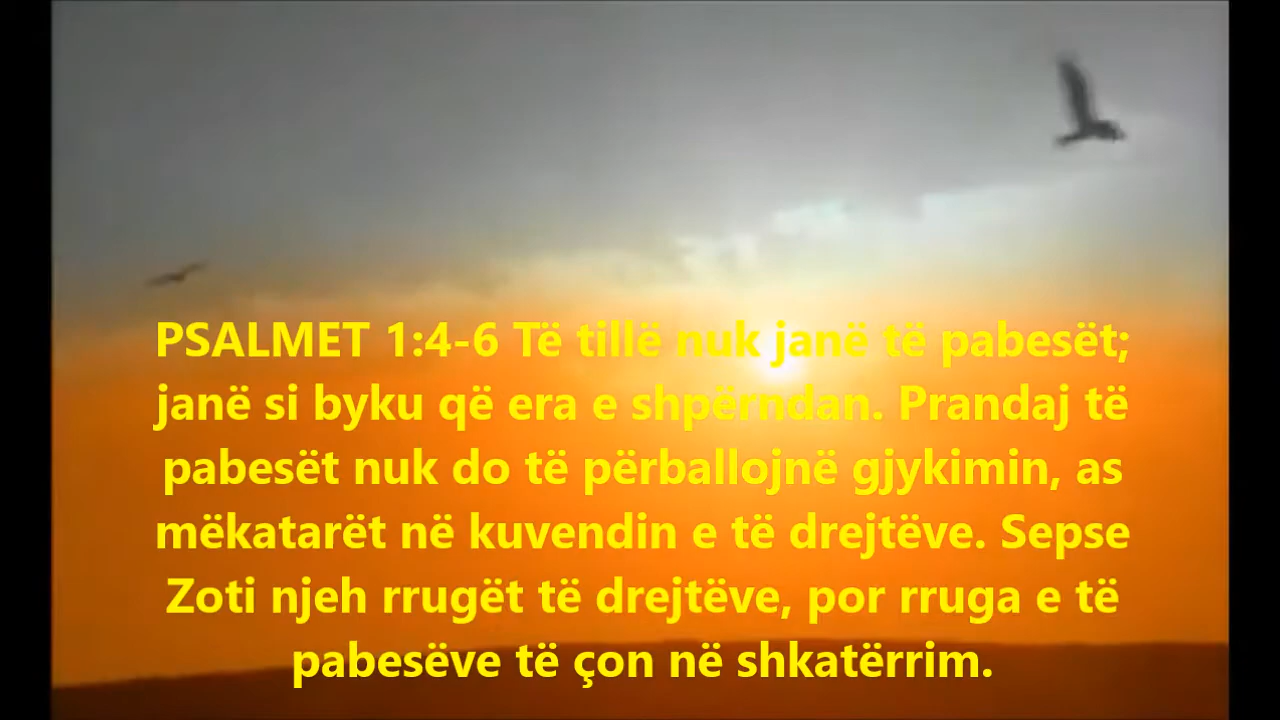 PSALMET 1:4-6 Të tillë nuk janë të pabesët;
janë si byku që era e shpërndan. Prandaj të
pabesët nuk do të përballojnë gjykimin, as
mëkatarët në kuvendin e të drejtëve. Sepse
Zoti njeh rrugët të drejtëve, por rruga e të
pabesëve të çon në shkatërrim.